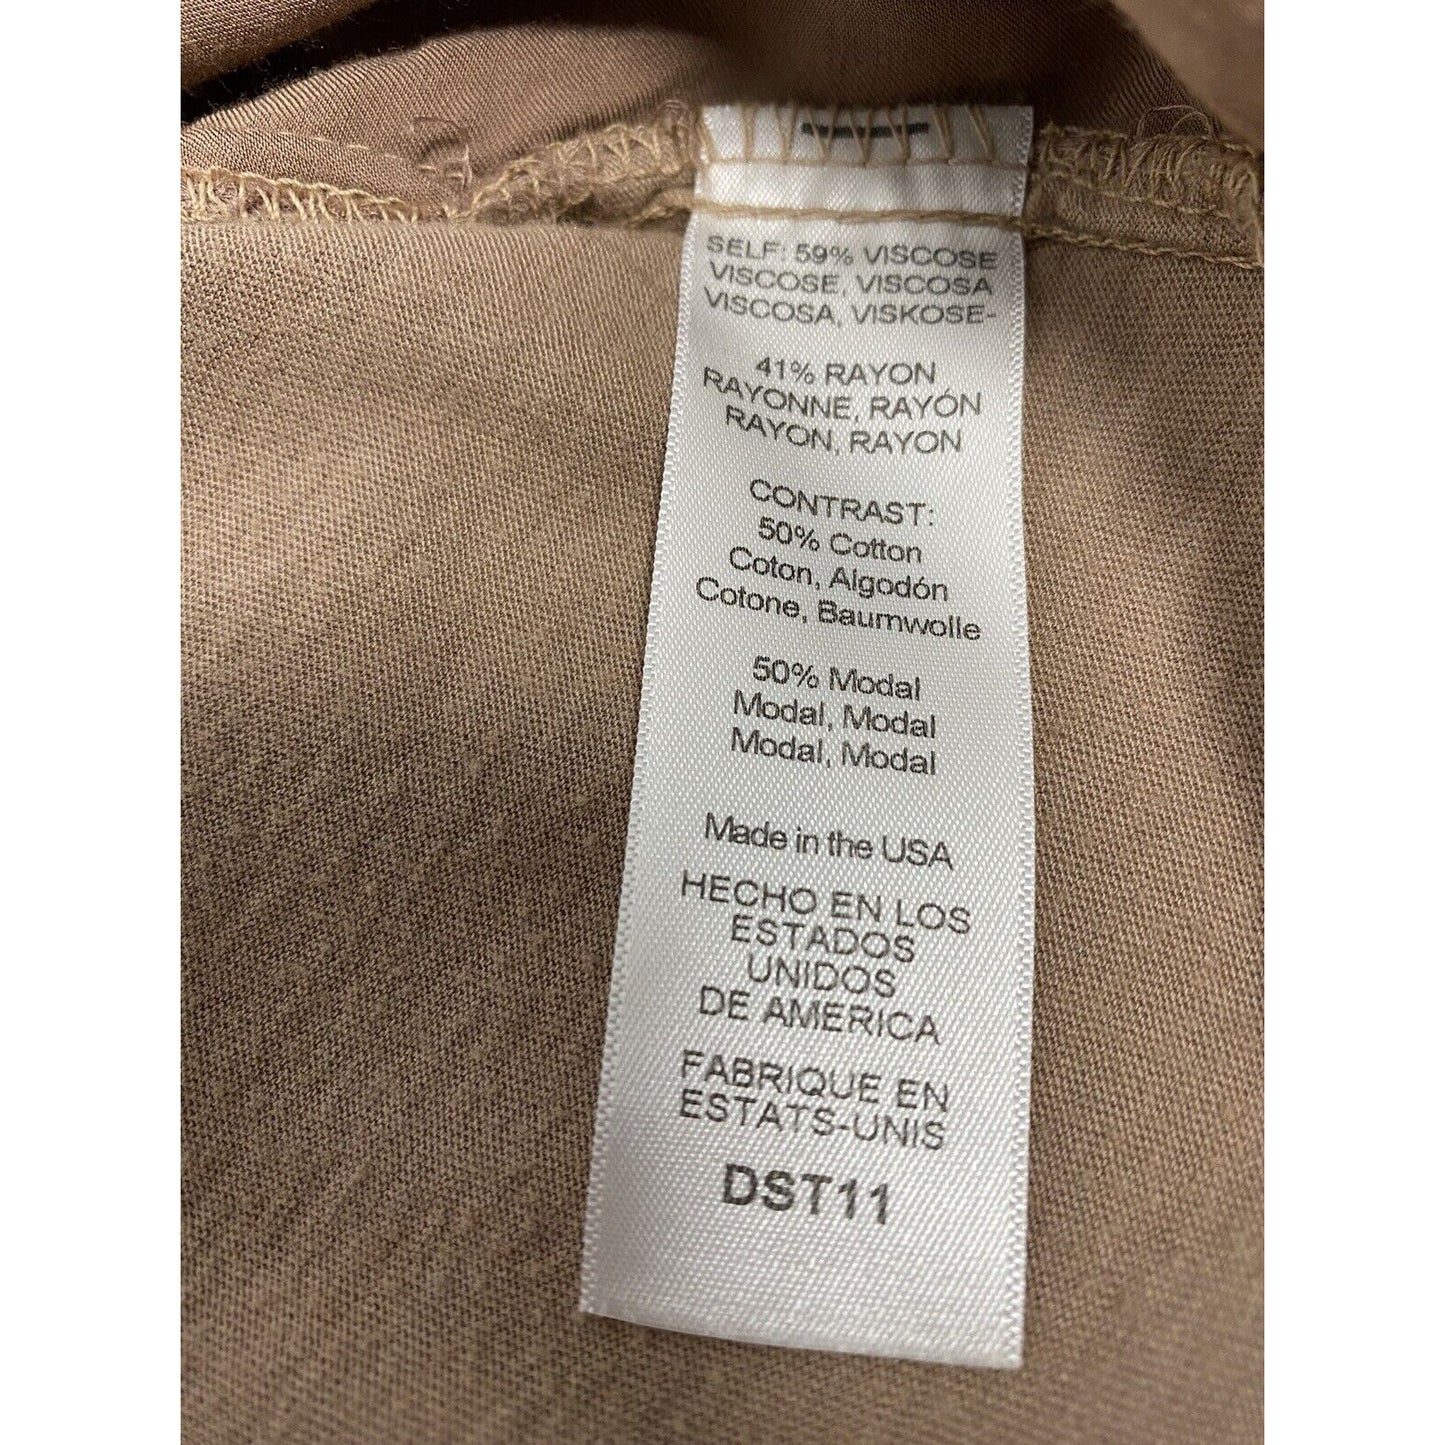 SELF: 59% VISCOSE
VISCOSE, VISCOSA
VISCOSA, VISKOSE-
41% RAYON
RAYONNE, RAYÓN
RAYON, RAYON
CONTRAST:
50% Cotton
Coton, Algodón
Cotone, Baumwolle
50% Modal
Modal, Modal
Modal, Modal
Made in the USA
HECHO EN LOS
ESTADOS
UNIDOS
DE AMERICA
FABRIQUE EN
ESTATS-UNIS
DST11